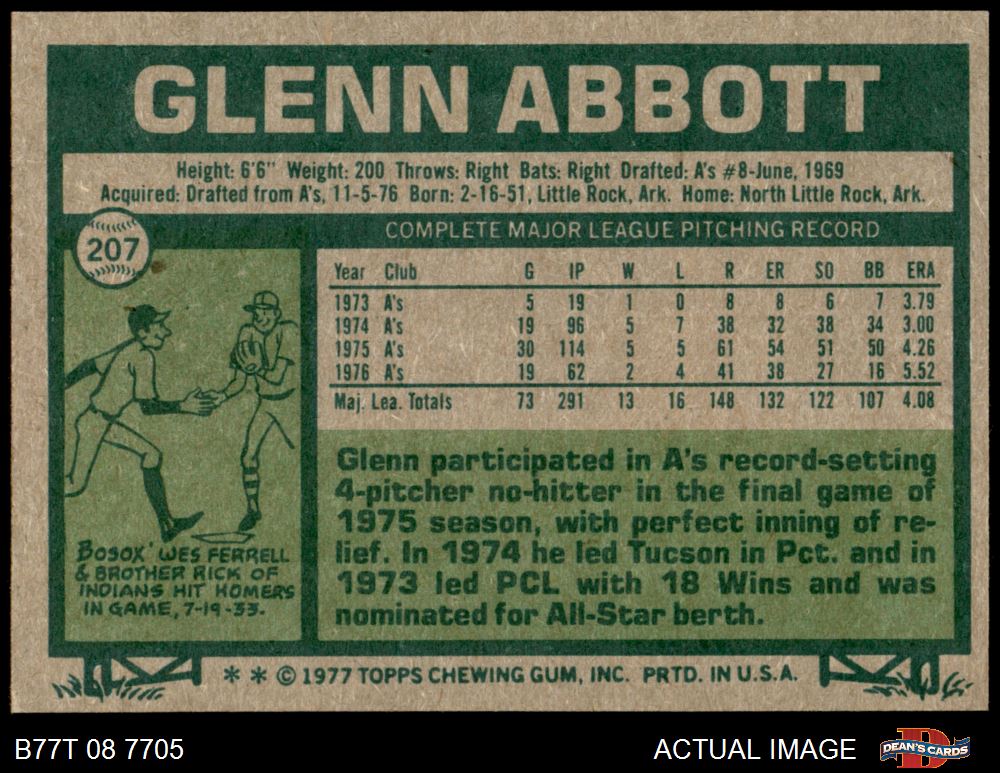 GLENN ABBOTT
Height: 6'6" Weight: 200 Throws: Right Bats: Right Drafted: A's #8-June, 1969
Acquired: Drafted from A's, 11-5-76 Born: 2-16-51, Little Rock, Ark. Home: North Little Rock, Ark.
207
COMPLETE MAJOR LEAGUE PITCHING RECORD
Year Club G IP W L R ER SO BB ERA
1973 A's 5 19 1 0 8 8 6 7 3.79
1974 A's 19 96 5 7 38 32 38 34 3.00
1975 A's 30 114 5 5 61 54 51 50 4.26
1976 A's 19 62 2 4 41 38 27 16 5.52
Maj. Lea. Totals 73 291 13 16 148 132 122 107 4.08
BOSOX' WES FERRELL
& BROTHER RICK OF
INDIANS HIT HOMERS
IN GAME, 7-19-33.
Glenn participated in A's record-setting
4-pitcher no-hitter in the final game of
1975 season, with perfect inning of re-
lief. In 1974 he led Tucson in Pct. and in
1973 led PCL with 18 Wins and was
nominated for All-Star berth.
* * © 1977 TOPPS CHEWING GUM, INC. PRTD. IN U.S.A.
B77T 08 7705
ACTUAL IMAGE
DEAN'S CARDS